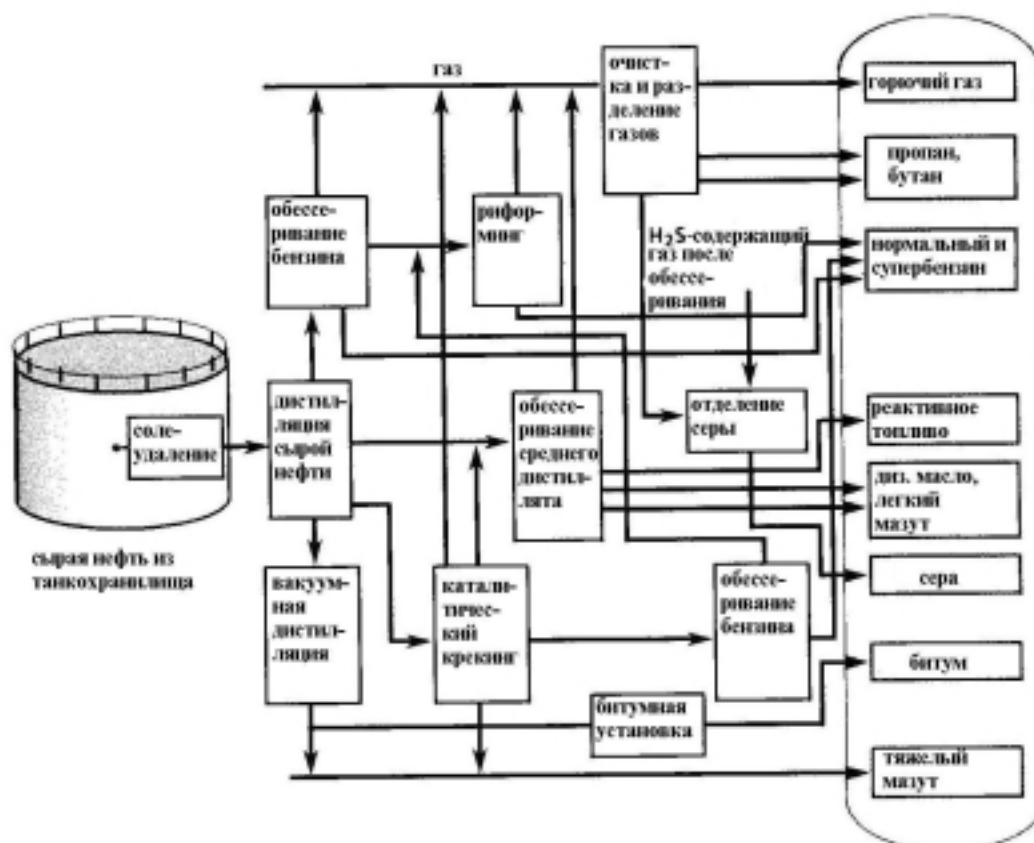 газ
очист-
ка и раз-
деление
газов
горючий газ
пропан,
бутан
обессе-
ривание
бензина
рифор-
минг
H₂S-содержащий
газ после
обессе-
ривания
нормальный и
супербензин
соле-
удаление
дистил-
ляция
сырой
нефти
обессе-
ривание
среднего
дистил-
лята
отделение
серы
реактивное
топливо
диз. масло,
легкий
мазут
сырая нефть из
танкохранилища
вакуум-
ная
дистил-
ляция
катали-
тичес-
кий
крекинг
обессе-
ривание
бензина
сера
битум
битумная
установка
тяжелый
мазут